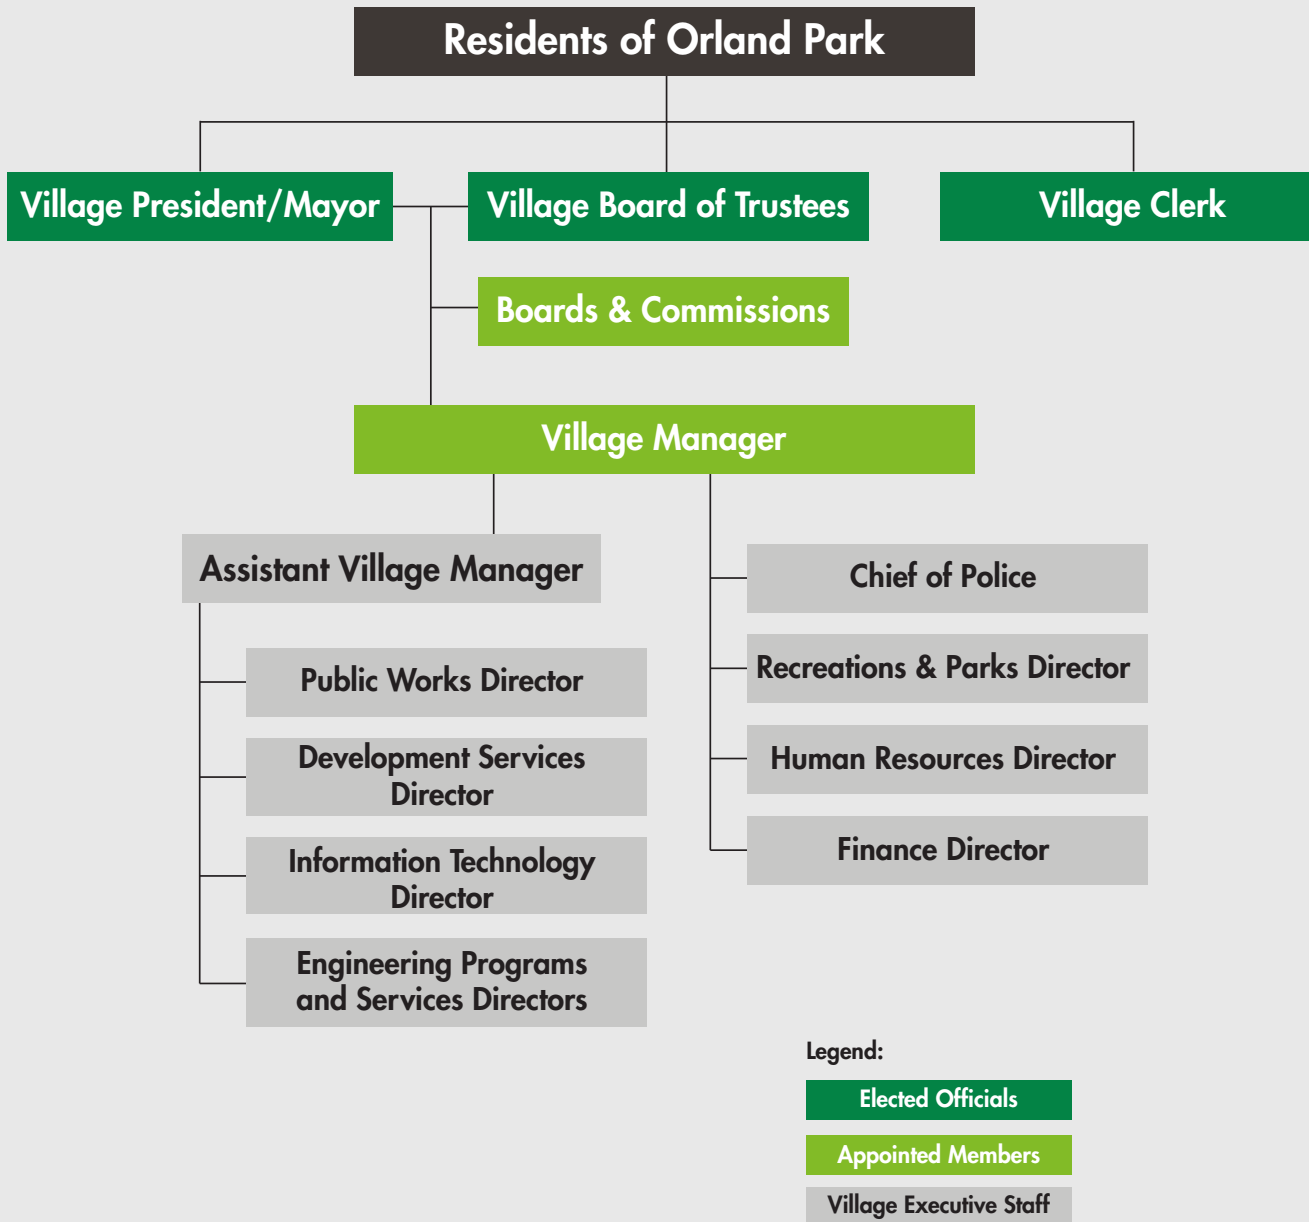 Residents of Orland Park
Village President/Mayor
Village Board of Trustees
Village Clerk
Boards & Commissions
Village Manager
Assistant Village Manager
Public Works Director
Development Services
Director
Information Technology
Director
Engineering Programs
and Services Directors
Chief of Police
Recreations & Parks Director
Human Resources Director
Finance Director
Legend:
Elected Officials
Appointed Members
Village Executive Staff